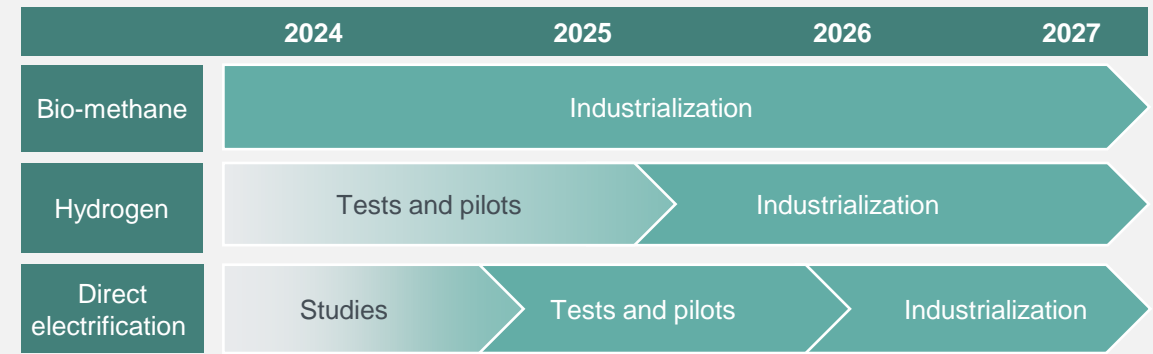 2024 2025 2026 2027
Bio-methane Industrialization
Hydrogen Tests and pilots Industrialization
Direct
electrification Studies Tests and pilots Industrialization